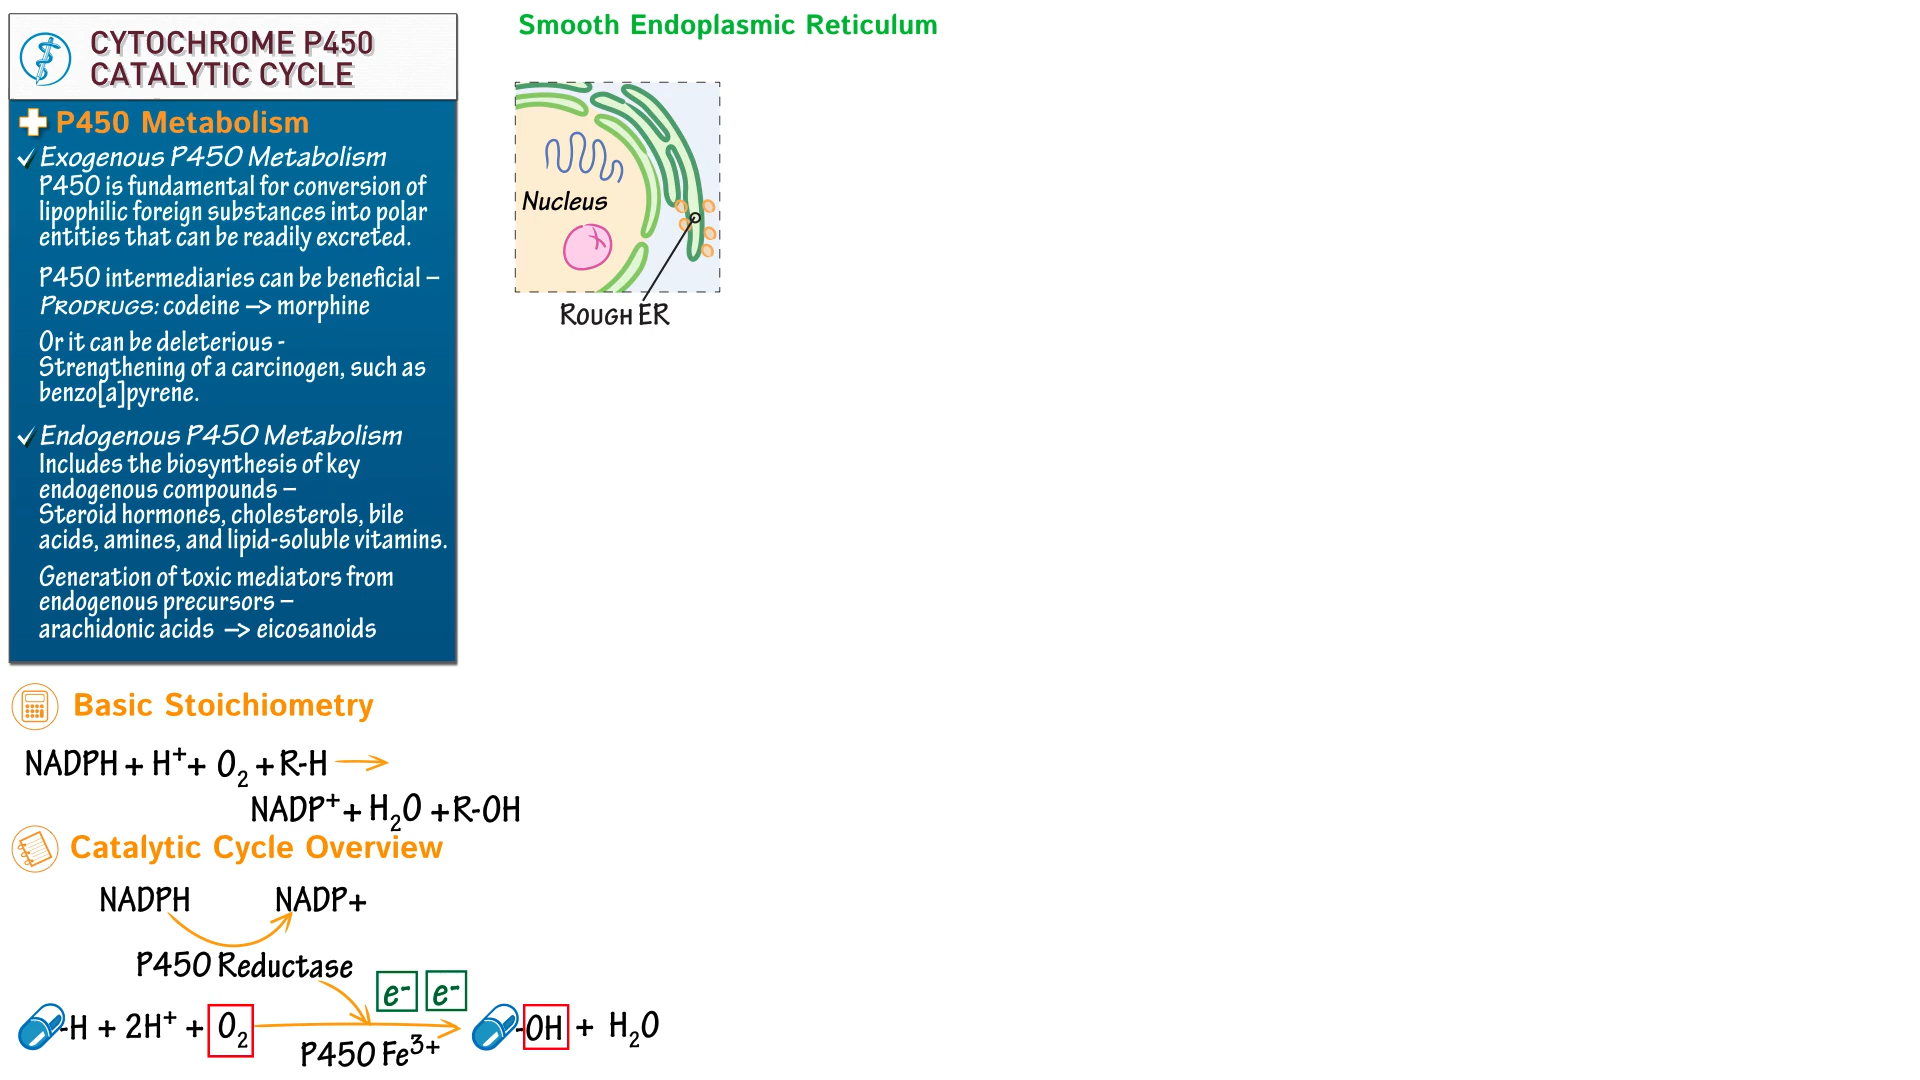 CYTOCHROME P450
CATALYTIC CYCLE
P450 Metabolism
Exogenous P450 Metabolism
P450 is fundamental for conversion of
lipophilic foreign substances into polar
entities that can be readily excreted.
P450 intermediaries can be beneficial –
PRODRUGS: codeine –> morphine
Or it can be deleterious -
Strengthening of a carcinogen, such as
benzo[a]pyrene.
Endogenous P450 Metabolism
Includes the biosynthesis of key
endogenous compounds –
Steroid hormones, cholesterols, bile
acids, amines, and lipid-soluble vitamins.
Generation of toxic mediators from
endogenous precursors –
arachidonic acids –> eicosanoids
Basic Stoichiometry
NADPH + H⁺ + O₂ + R-H →
NADP⁺ + H₂O + R-OH
Catalytic Cycle Overview
NADPH NADP+
P450 Reductase
e⁻ e⁻
-H + 2H⁺ + O₂ -OH + H₂O
P450 Fe³⁺
Smooth Endoplasmic Reticulum
Nucleus
ROUGH ER